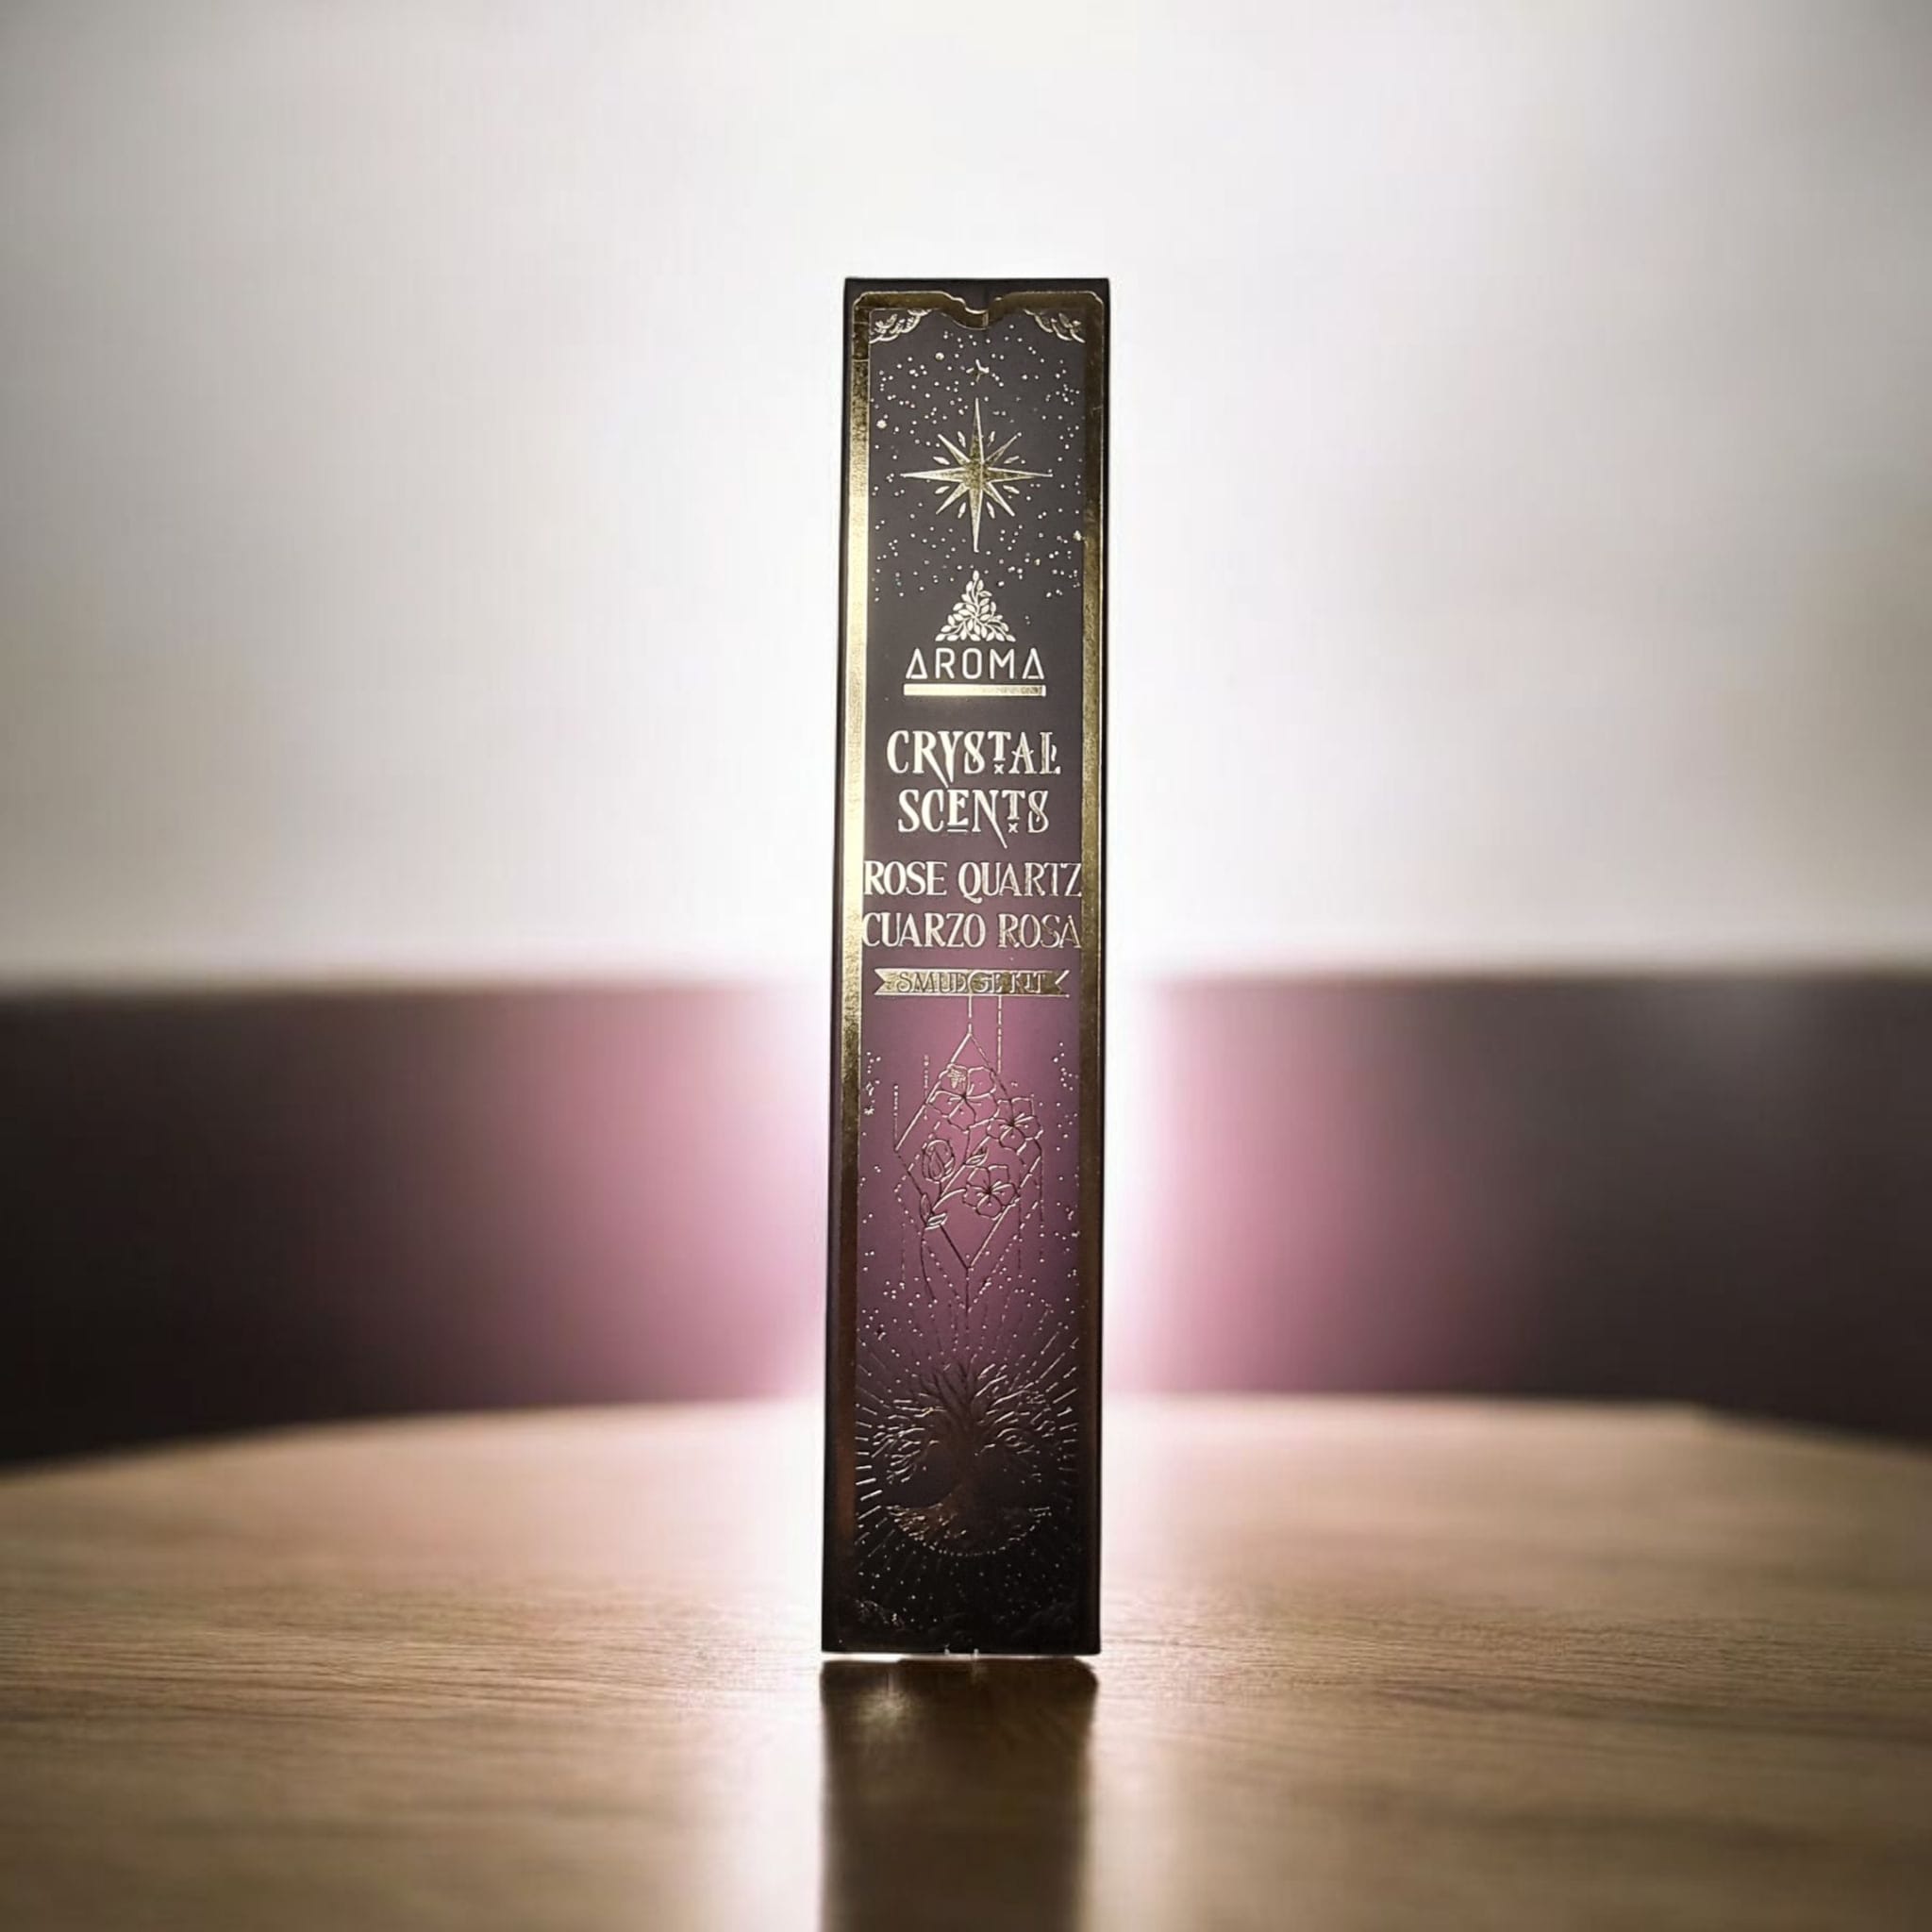 AROMA
CRYSTAL
SCENTS
ROSE QUARTZ
CUARZO ROSA
SMUDGE KIT